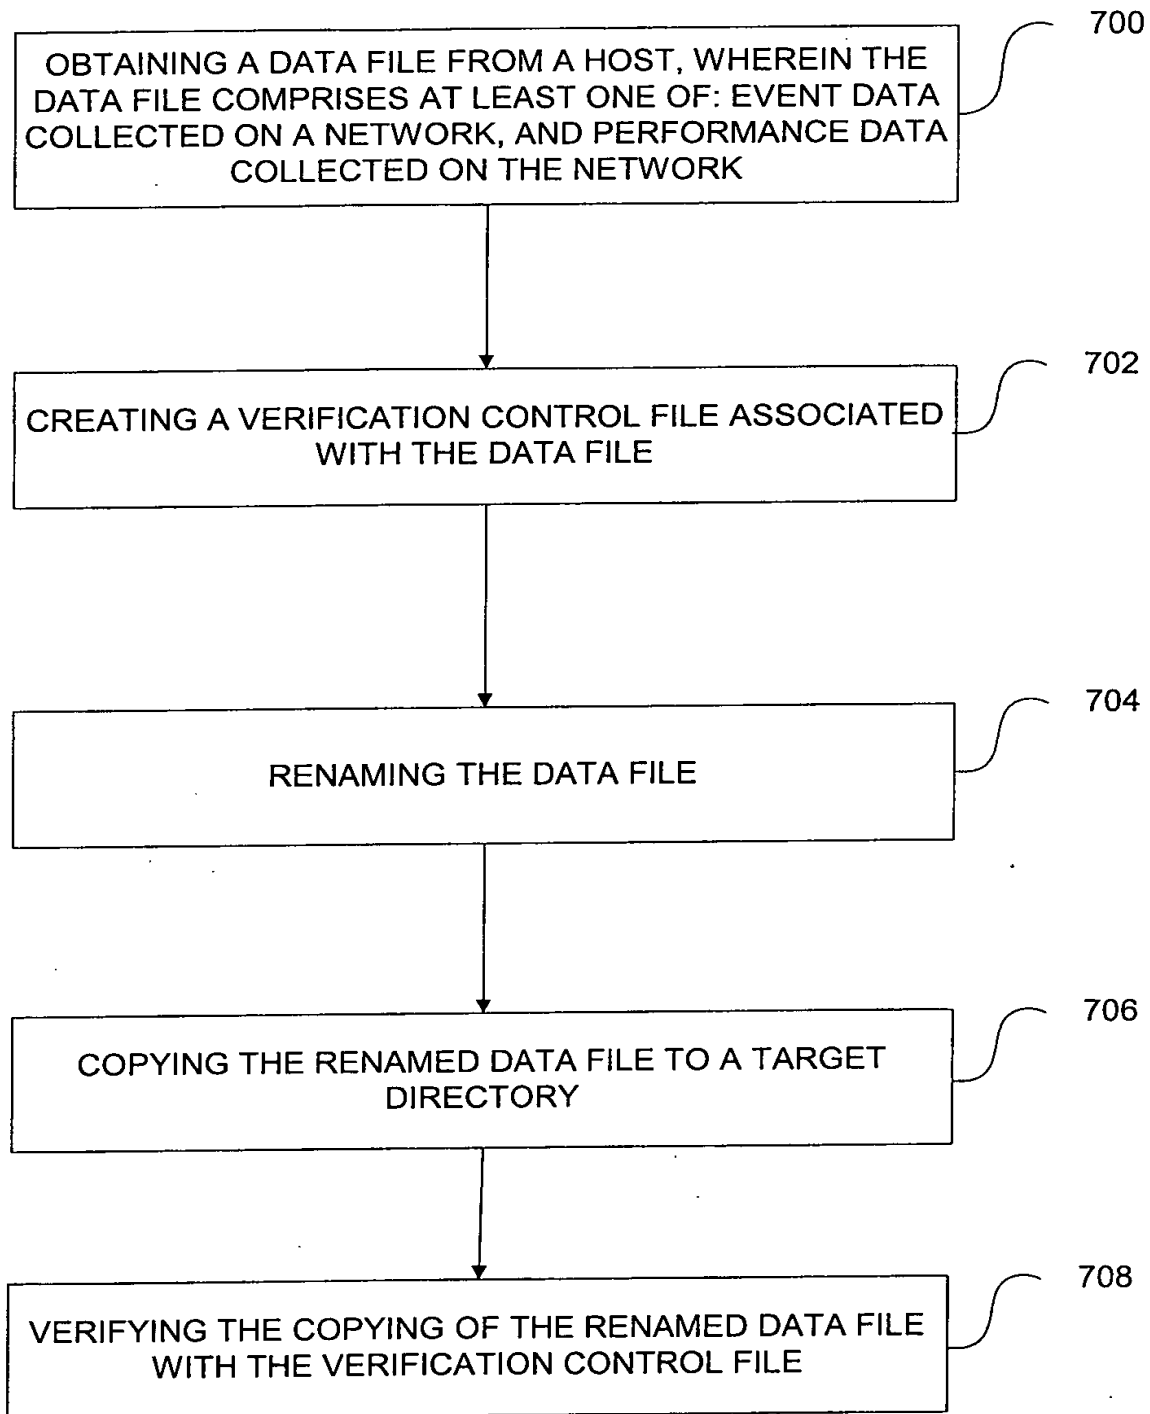 700
OBTAINING A DATA FILE FROM A HOST, WHEREIN THE
DATA FILE COMPRISES AT LEAST ONE OF: EVENT DATA
COLLECTED ON A NETWORK, AND PERFORMANCE DATA
COLLECTED ON THE NETWORK
702
CREATING A VERIFICATION CONTROL FILE ASSOCIATED
WITH THE DATA FILE
704
RENAMING THE DATA FILE
706
COPYING THE RENAMED DATA FILE TO A TARGET
DIRECTORY
708
VERIFYING THE COPYING OF THE RENAMED DATA FILE
WITH THE VERIFICATION CONTROL FILE